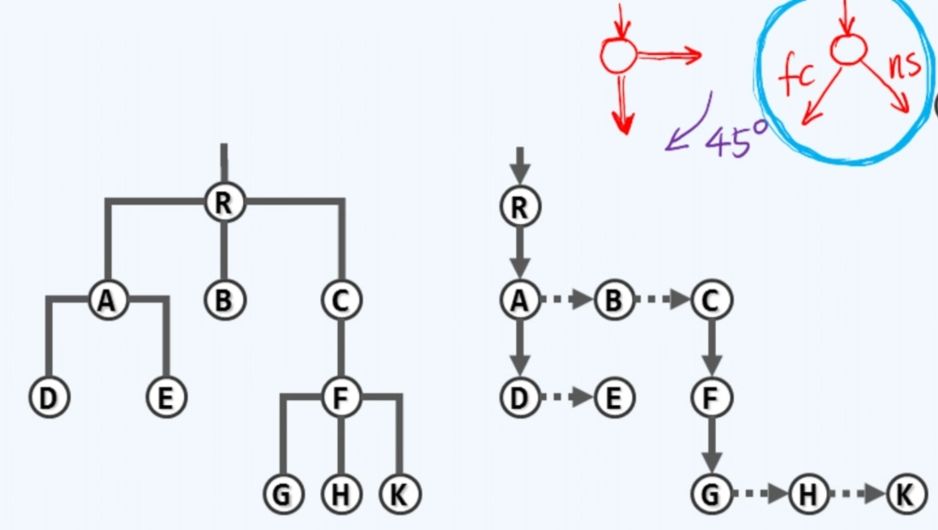 fc ns
45°
R R
A B C A B C
D E F D E F
G H K G H K